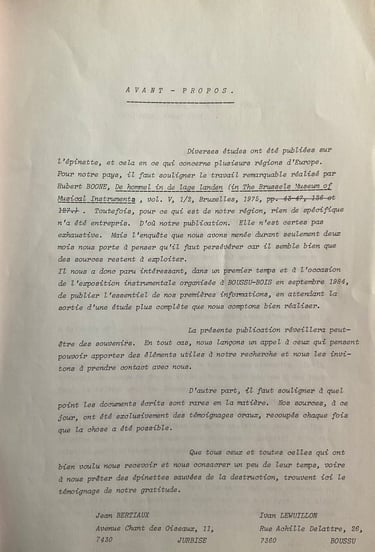 AVANT - PROPOS.
Diverses études ont été publiées sur
l'épinette, et cela en ce qui concerne plusieurs régions d'Europe.
Pour notre pays, il faut souligner le travail remarquable réalisé par
Hubert BOONE, De hommel in de lage landen (in The Brussels Museum of
Musical Instruments , vol. V, 1/2, Bruxelles, 1975, pp. 43-47, 136 et
. Toutefois, pour ce qui est de notre région, rien de spécifique
n'a été entrepris. D'où notre publication. Elle n'est certes pas
exhaustive. Mais l'enquête que nous avons menée durant seulement deux
mois nous porte à penser qu'il faut persévérer car il semble bien que
des sources restent à exploiter.
Il nous a donc paru intéressant, dans un premier temps et à l'occasion
de l'exposition instrumentale organisée à BOUSSU-BOIS en septembre 1984,
de publier l'essentiel de nos premières informations, en attendant la
sortie d'une étude plus complète que nous comptons bien réaliser.
La présente publication réveillera peut-
être des souvenirs. En tout cas, nous lançons un appel à ceux qui pensent
pouvoir apporter des éléments utiles à notre recherche et nous les invi-
tons à prendre contact avec nous.
D'autre part, il faut souligner à quel
point les documents écrits sont rares en la matière. Nos sources, à ce
jour, ont été exclusivement des témoignages oraux, recoupés chaque fois
que la chose a été possible.
Que tous ceux et toutes celles qui ont
bien voulu nous recevoir et nous consacrer un peu de leur temps, voire
à nous prêter des épinettes sauvées de la destruction, trouvent ici le
témoignage de notre gratitude.
Jean BERTIAUX Ivan LEWUILLON
Avenue Chant des Oiseaux, 11, Rue Achille Delattre, 26,
7430 JURBISE 7360 BOUSSU